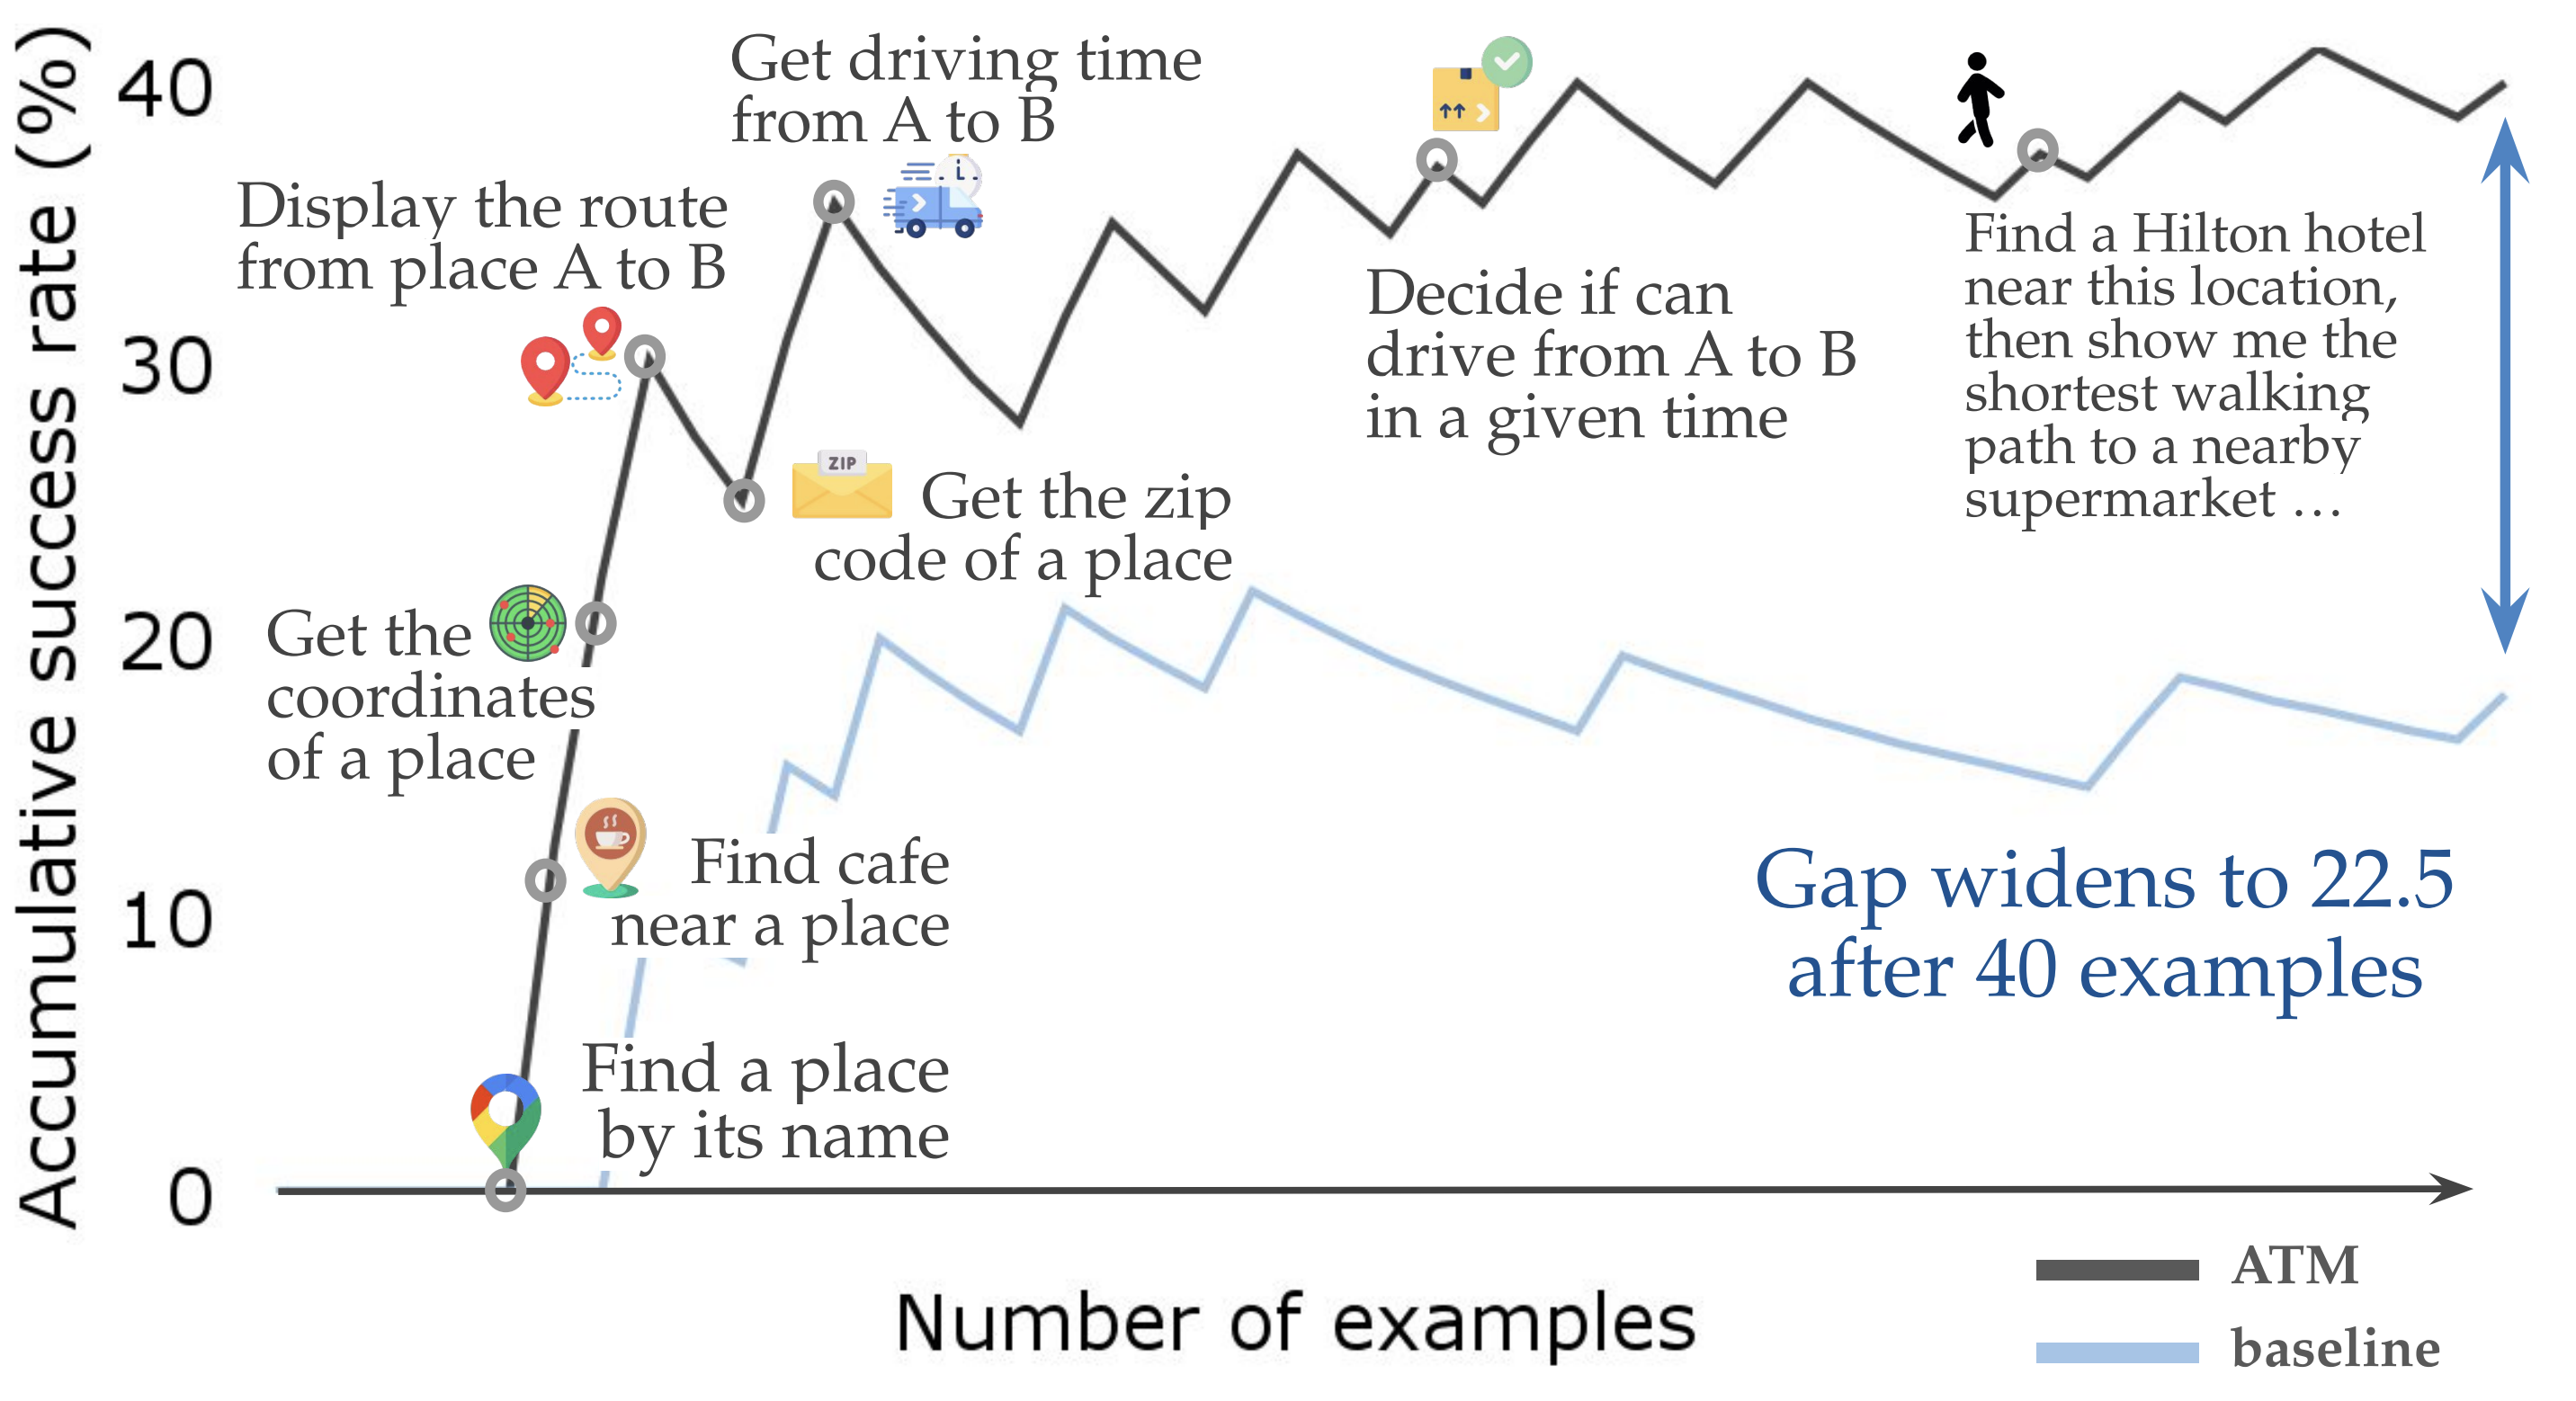 Accumulative success rate (%)
40
30
20
10
0
Get driving time
from A to B
Display the route
from place A to B
ZIP
Get the zip
code of a place
Get the
coordinates
of a place
Find cafe
near a place
Find a place
by its name
Decide if can
drive from A to B
in a given time
Find a Hilton hotel
near this location,
then show me the
shortest walking
path to a nearby
supermarket …
Gap widens to 22.5
after 40 examples
Number of examples
ATM
baseline